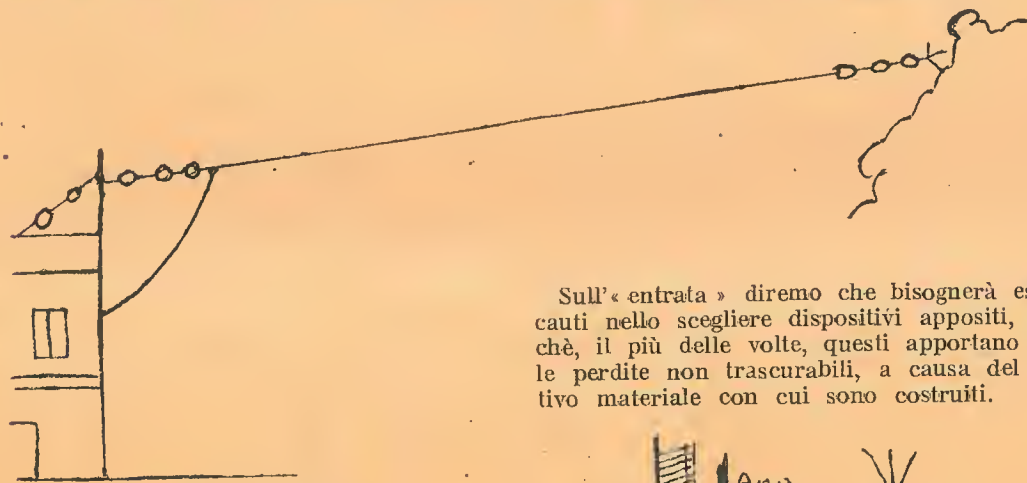 Sull'« entrata » diremo che bisognerà
cauti nello scegliere dispositivi appositi,
chè, il più delle volte, questi apportano
le perdite non trascurabili, a causa del
tivo materiale con cui sono costruiti.